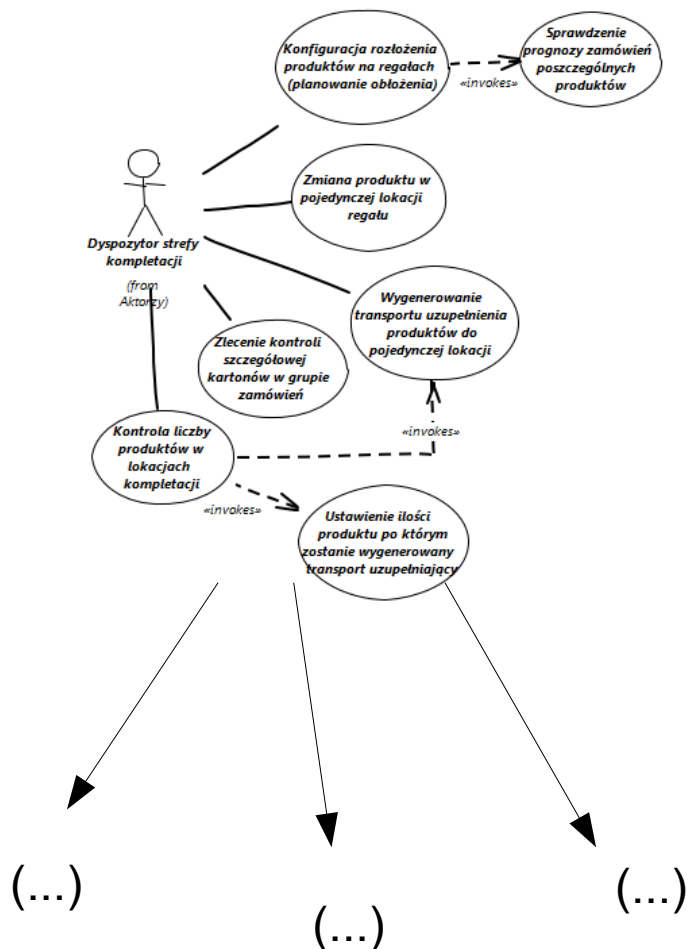 Konfiguracja rozłożenia
produktów na regałach
(planowanie obłożenia)
«invokes»
Sprawdzenie
prognozy zamówień
poszczególnych
produktów
Zmiana produktu w
pojedynczej lokacji
regału
Dyspozytor strefy
kompletacji
(from
Aktorzy)
Wygenerowanie
transportu uzupełnienia
produktów do
pojedynczej lokacji
Zlecenie kontroli
szczegółowej
kartonów w grupie
zamówień
Kontrola liczby
produktów w
lokacjach
kompletacji
«invokes»
«invokes»
Ustawienie ilości
produktu po którym
zostanie wygenerowany
transport uzupełniający
(...)
(...)
(...)